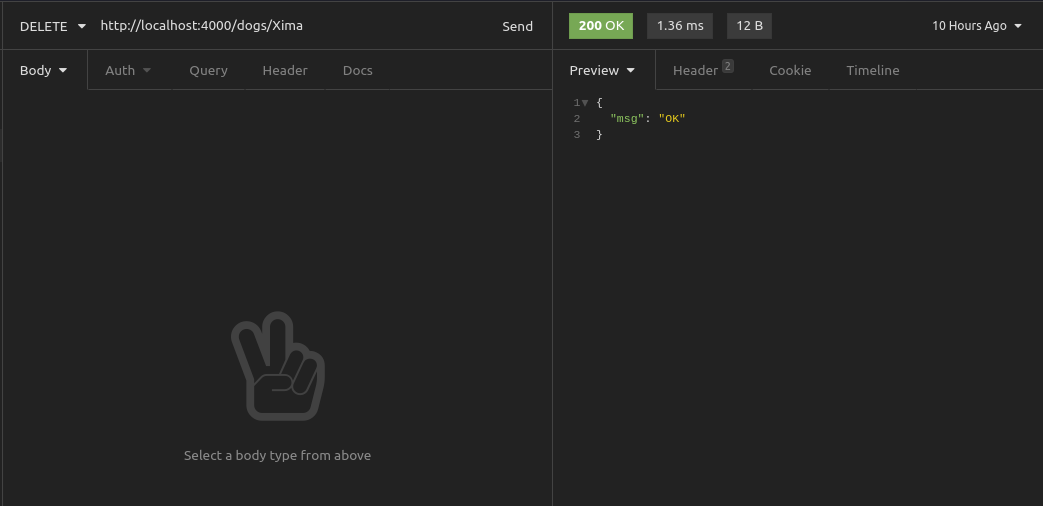 DELETE http://localhost:4000/dogs/Xima Send
200 OK 1.36 ms 12 B 10 Hours Ago
Body Auth Query Header Docs
Preview Header 2 Cookie Timeline
1 {
2 "msg": "OK"
3 }
Select a body type from above